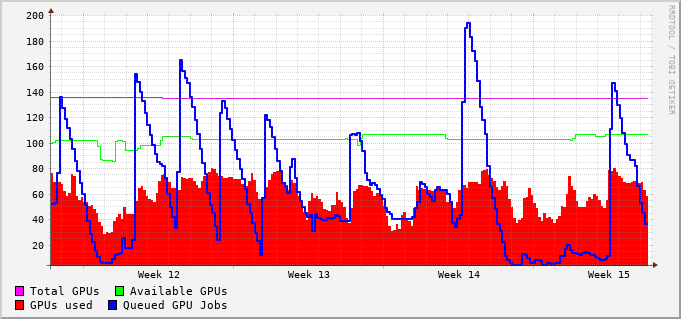 200
180
160
140
120
100
80
60
40
20
Week 12 Week 13 Week 14 Week 15
Total GPUs Available GPUs
GPUs used Queued GPU Jobs
RRDTOOL / TOBI OETIKER